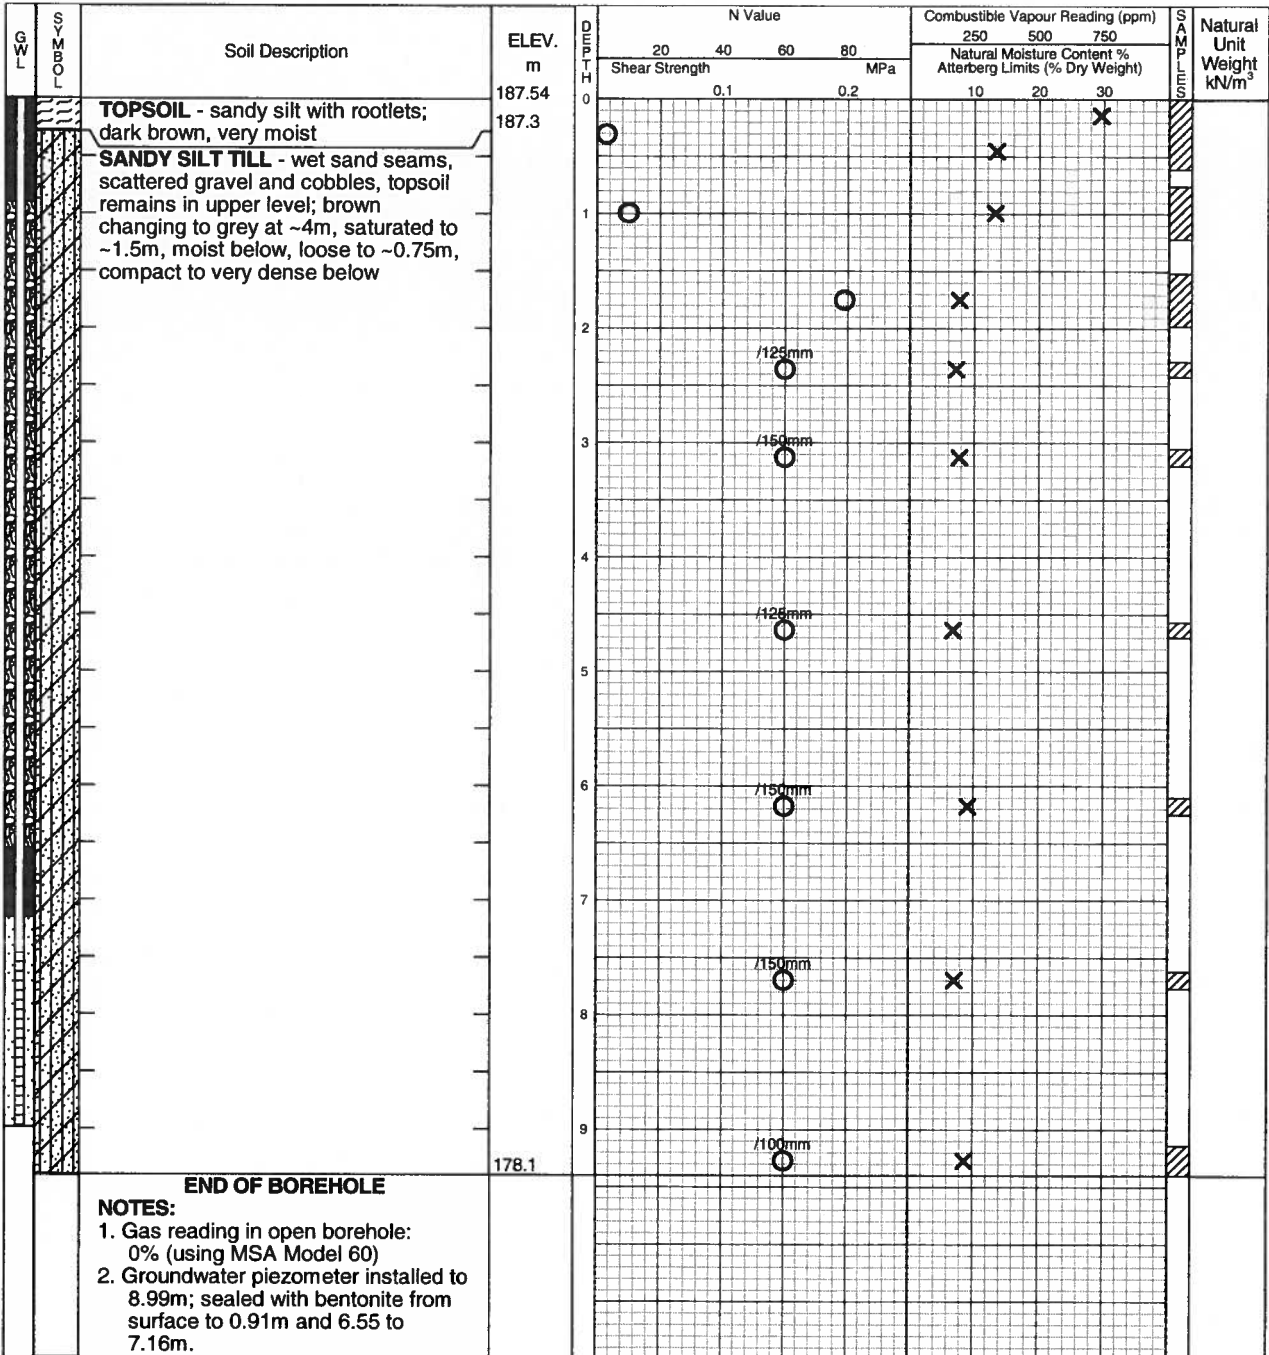 GWL
SYMBOL
Soil Description
ELEV.
m
DEPTH
N Value
20 40 60 80
Shear Strength MPa
0.1 0.2
Combustible Vapour Reading (ppm)
250 500 750
Natural Moisture Content %
Atterberg Limits (% Dry Weight)
10 10 30
SAMPLES
Natural
Unit
Weight
kN/m³
187.54
0
TOPSOIL - sandy silt with rootlets;
dark brown, very moist
187.3
SANDY SILT TILL - wet sand seams,
scattered gravel and cobbles, topsoil
remains in upper level; brown
changing to grey at ~4m, saturated to
~1.5m, moist below, loose to ~0.75m,
compact to very dense below
1
2
/125mm
3
/150mm
4
/125mm
5
6
/150mm
7
/150mm
8
9
/100mm
178.1
END OF BOREHOLE
NOTES:
1. Gas reading in open borehole:
0% (using MSA Model 60)
2. Groundwater piezometer installed to
8.99m; sealed with bentonite from
surface to 0.91m and 6.55 to
7.16m.